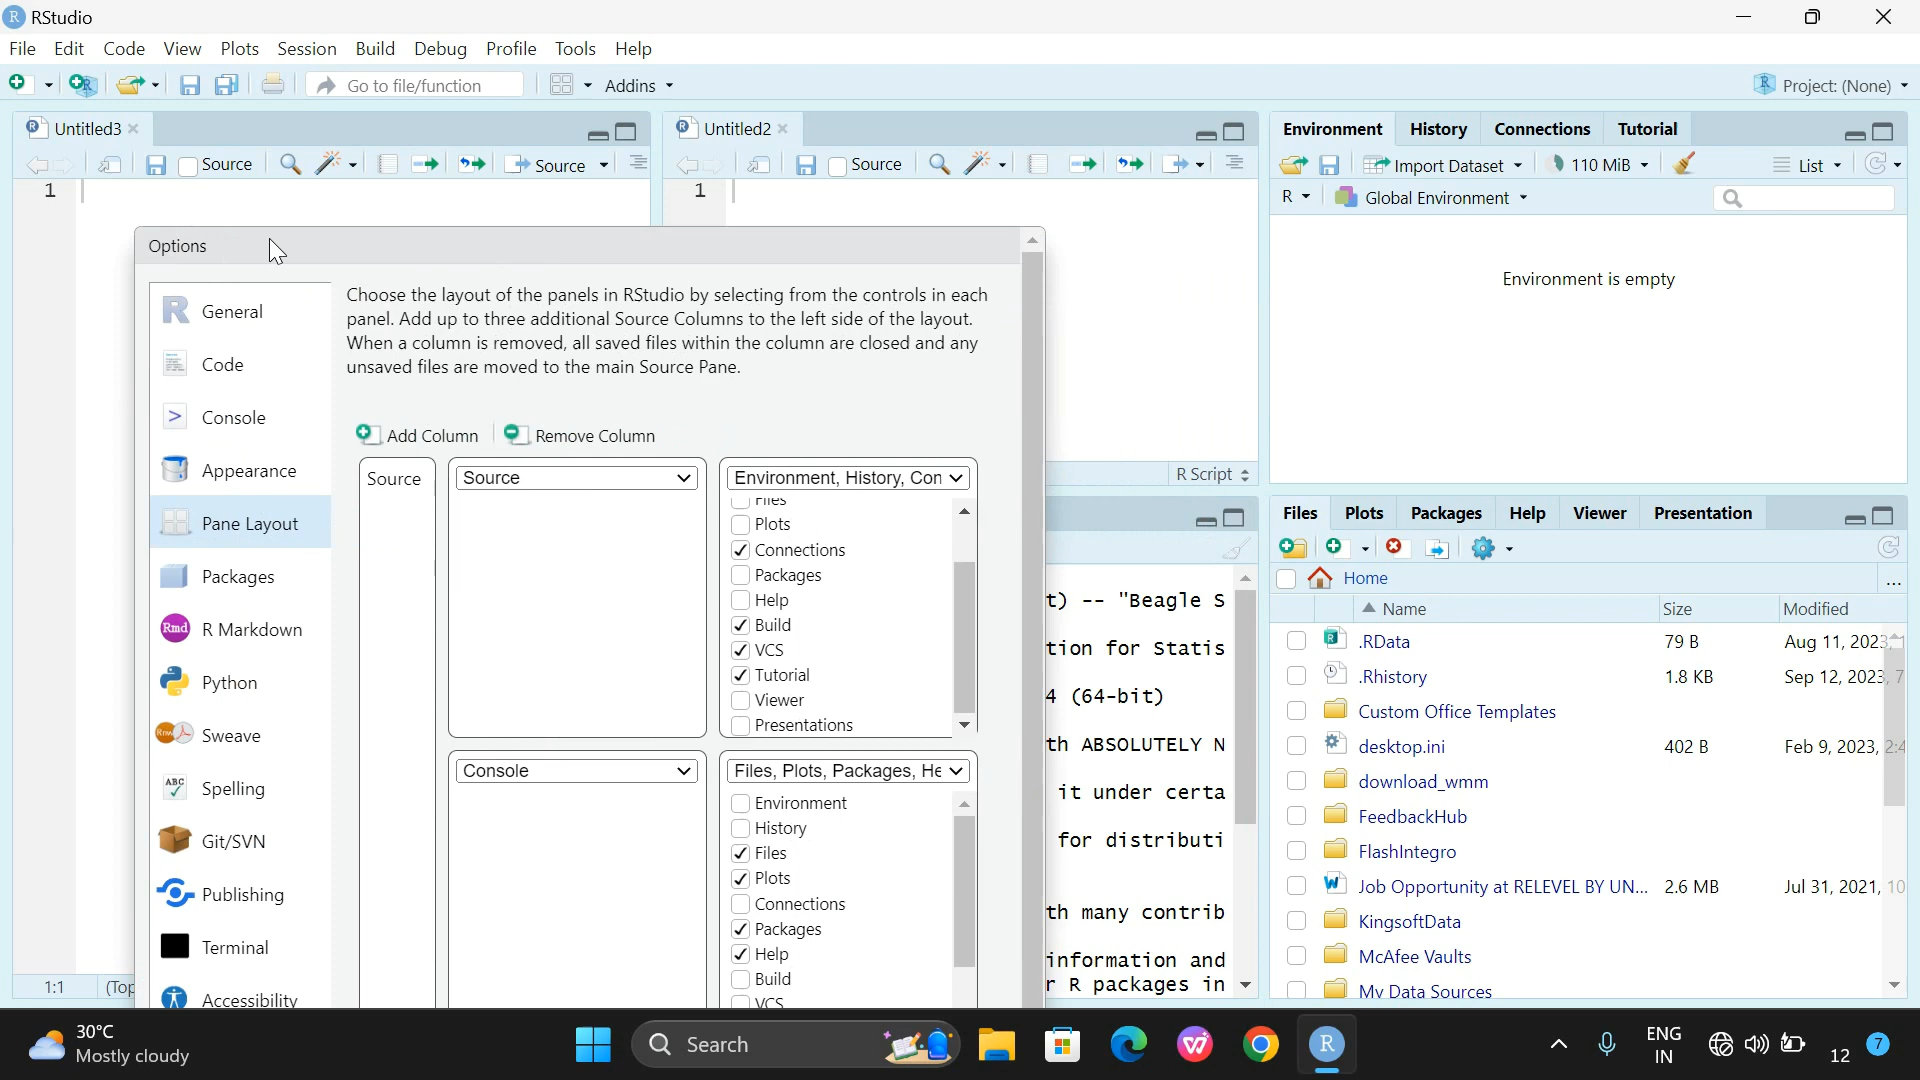 RStudio
File Edit Code View Plots Session Build Debug Profile Tools Help
Go to file/function
Addins
Project: (None)
Untitled3
Source
Source
1
1:1
(Top
Untitled2
Source
1
R Script
Options
General
Code
Console
Appearance
Pane Layout
Packages
R Markdown
Python
Sweave
Spelling
Git/SVN
Publishing
Terminal
Accessibility
Choose the layout of the panels in RStudio by selecting from the controls in each
panel. Add up to three additional Source Columns to the left side of the layout.
When a column is removed, all saved files within the column are closed and any
unsaved files are moved to the main Source Pane.
Add Column
Remove Column
Source
Source
Environment, History, Con
Files
Plots
Connections
Packages
Help
Build
VCS
Tutorial
Viewer
Presentations
Console
Files, Plots, Packages, He
Environment
History
Files
Plots
Connections
Packages
Help
Build
VCS
t) -- "Beagle S
tion for Statis
4 (64-bit)
th ABSOLUTELY N
it under certa
for distributi
th many contrib
information and
r R packages in
Environment History Connections Tutorial
Import Dataset
110 MiB
List
R
Global Environment
Environment is empty
Files Plots Packages Help Viewer Presentation
Home
...
Name Size Modified
.RData 79 B Aug 11, 2023, 1
.Rhistory 1.8 KB Sep 12, 2023, 7
Custom Office Templates
desktop.ini 402 B Feb 9, 2023, 2:4
download_wmm
FeedbackHub
FlashIntegro
Job Opportunity at RELEVEL BY UN... 2.6 MB Jul 31, 2021, 10
KingsoftData
McAfee Vaults
My Data Sources
30°C
Mostly cloudy
Search
ENG
IN
12
7